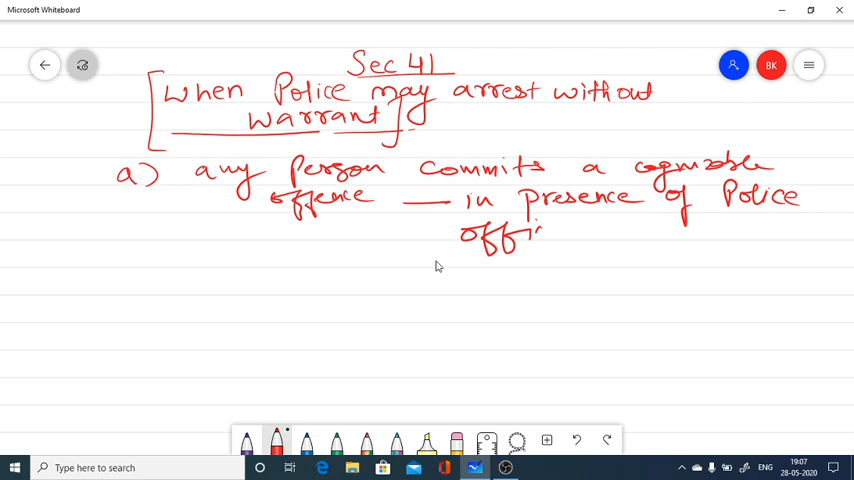 Microsoft Whiteboard
BK
Sec 41
When Police may arrest without
warrant
a) any Person commits a cognizable
offence — in presence of Police
offi
Type here to search
ENG
19:07
28-05-2020